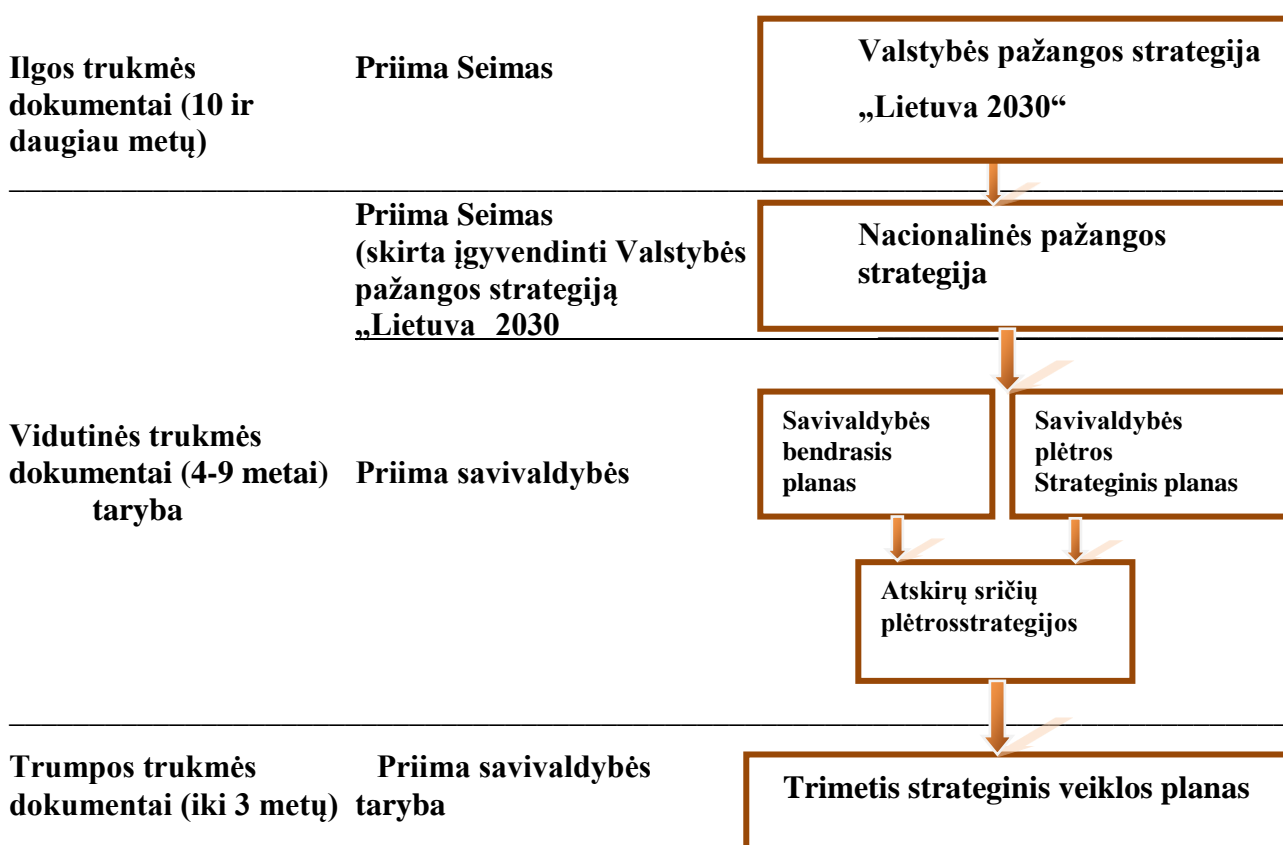 Ilgos trukmės
dokumentai (10 ir
daugiau metų)
Priima Seimas
Valstybės pažangos strategija
„Lietuva 2030“
Priima Seimas
(skirta įgyvendinti Valstybės
pažangos strategiją
„Lietuva 2030
Nacionalinės pažangos
strategija
Vidutinės trukmės
dokumentai (4-9 metai) Priima savivaldybės
taryba
Savivaldybės
bendrasis
planas
Savivaldybės
plėtros
Strateginis planas
Atskirų sričių
plėtrosstrategijos
Trumpos trukmės
dokumentai (iki 3 metų)
Priima savivaldybės
taryba
Trimetis strateginis veiklos planas